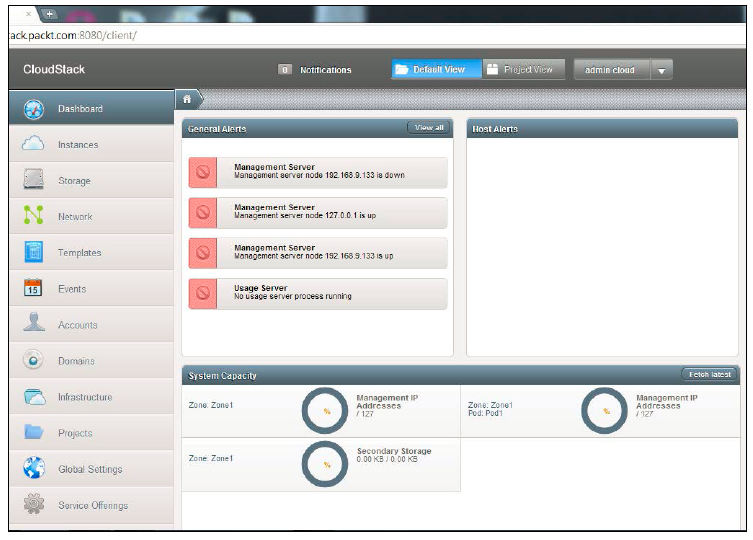 ack.packt.com:8080/client/
CloudStack
0 Notifications
Default View
Project View
admin cloud
Dashboard
Instances
Storage
Network
Templates
15
Events
Accounts
Domains
Infrastructure
Projects
Global Settings
Service Offerings
General Alerts
View all
Management Server
Management server node 192.168.9.133 is down
Management Server
Management server node 127.0.0.1 is up
Management Server
Management server node 192.168.9.133 is up
Usage Server
No usage server process running
Host Alerts
System Capacity
Fetch latest
Zone: Zone1
%
Management IP
Addresses
/ 127
Zone: Zone1
Pod: Pod1
%
Management IP
Addresses
/ 127
Zone: Zone1
%
Secondary Storage
0.00 KB / 0.00 KB